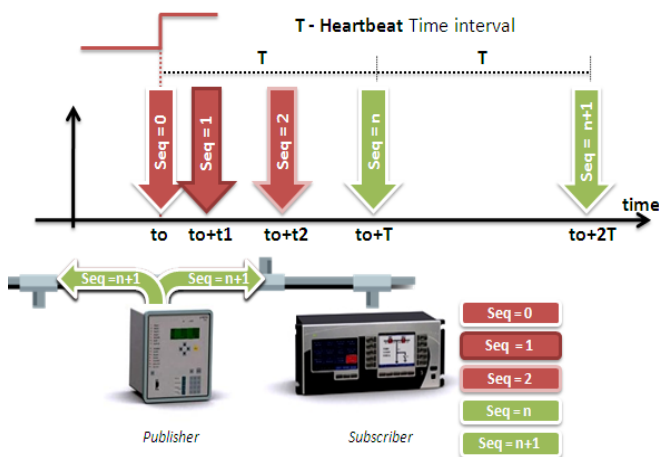 T - Heartbeat Time interval
T
T
Seq = 0
Seq = 1
Seq = 2
Seq = n
Seq = n+1
time
to
to+t1
to+t2
to+T
to+2T
Seq =n+1
Seq =n+1
Seq = 0
Seq = 1
Seq = 2
Seq = n
Seq = n+1
Publisher
Subscriber